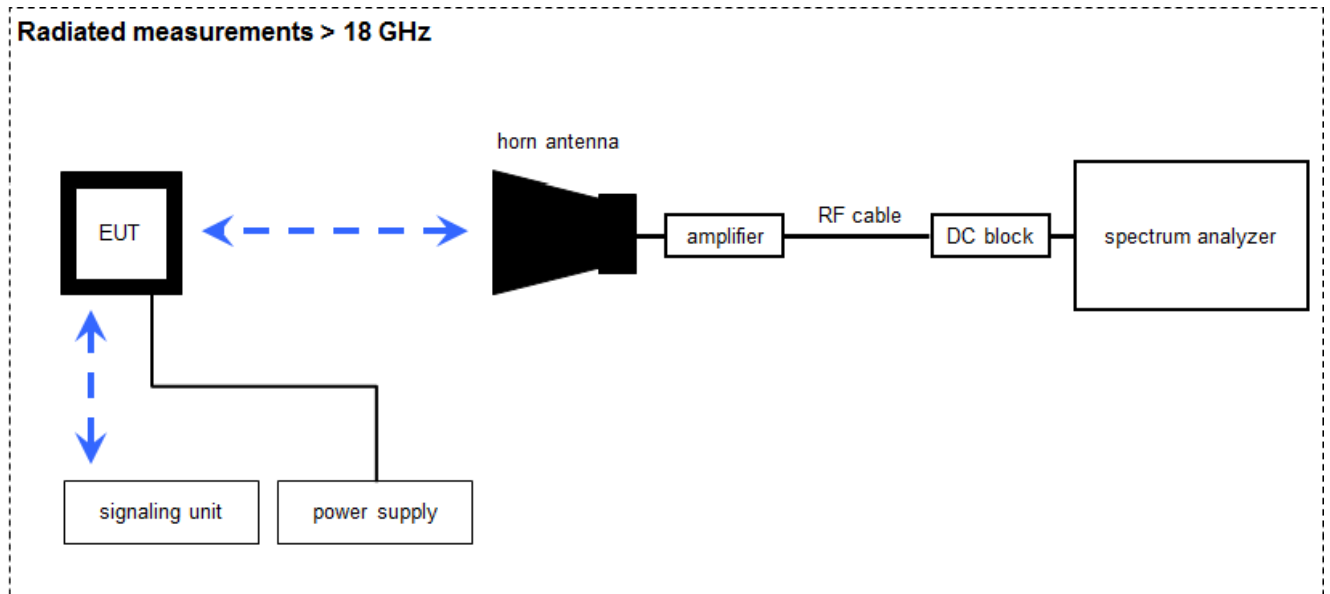 Radiated measurements > 18 GHz
horn antenna
EUT
amplifier
RF cable
DC block
spectrum analyzer
signaling unit
power supply